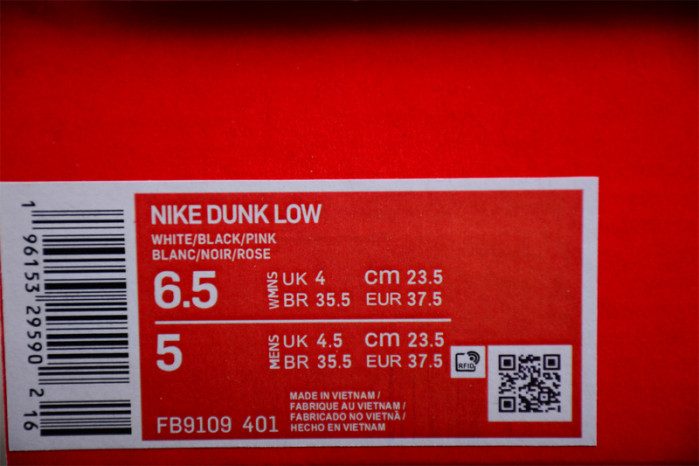 1 96153 29590 2 16
NIKE DUNK LOW
WHITE/BLACK/PINK
BLANC/NOIR/ROSE
6.5 WMNS UK 4 cm 23.5
BR 35.5 EUR 37.5
5 MENS UK 4.5 cm 23.5
BR 35.5 EUR 37.5
RFID
MADE IN VIETNAM /
FABRIQUE AU VIETNAM /
FABRICADO NO VIETNÃ /
HECHO EN VIETNAM
FB9109 401